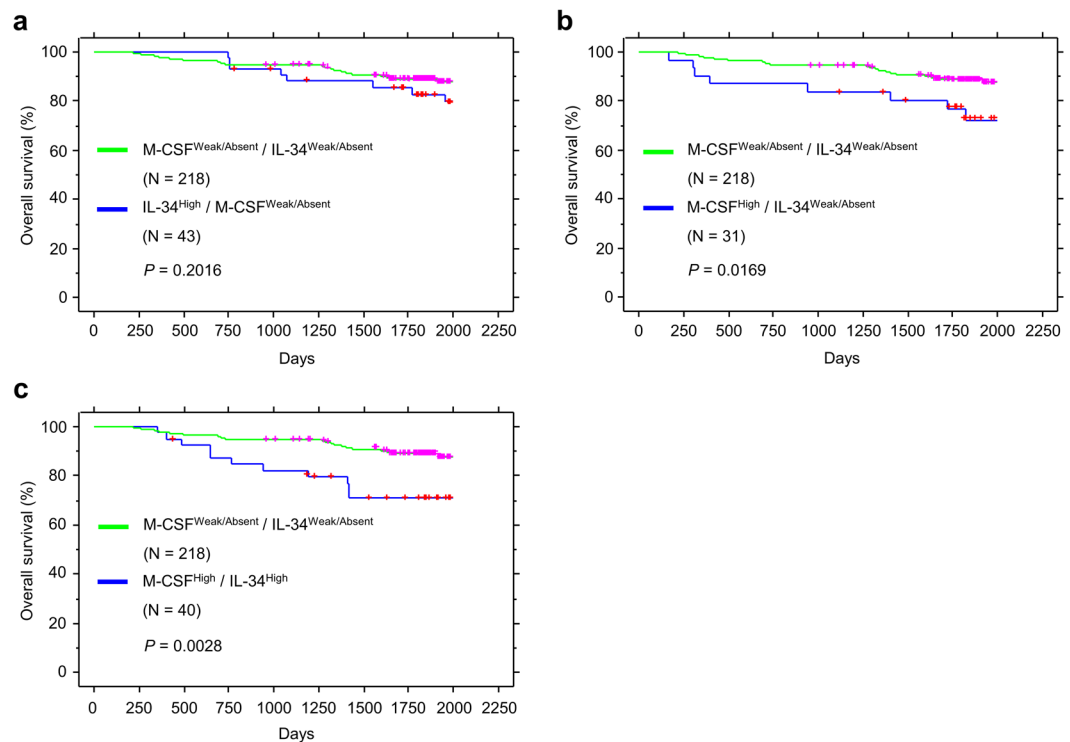 a
Overall survival (%)
100
80
60
40
20
0
M-CSFWeak/Absent / IL-34Weak/Absent
(N = 218)
IL-34High / M-CSFWeak/Absent
(N = 43)
P = 0.2016
0 250 500 750 1000 1250 1500 1750 2000 2250
Days
b
Overall survival (%)
100
80
60
40
20
0
M-CSFWeak/Absent / IL-34Weak/Absent
(N = 218)
M-CSFHigh / IL-34Weak/Absent
(N = 31)
P = 0.0169
0 250 500 750 1000 1250 1500 1750 2000 2250
Days
c
Overall survival (%)
100
80
60
40
20
0
M-CSFWeak/Absent / IL-34Weak/Absent
(N = 218)
M-CSFHigh / IL-34High
(N = 40)
P = 0.0028
0 250 500 750 1000 1250 1500 1750 2000 2250
Days